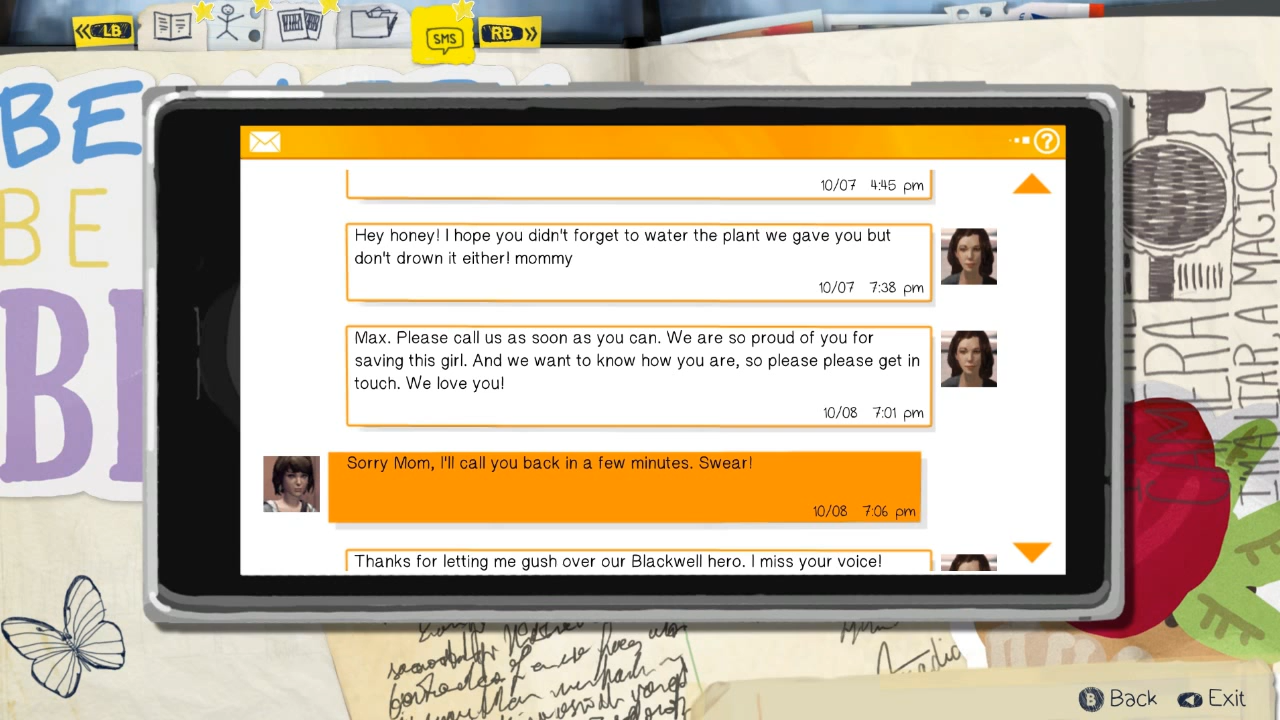 LB
SMS
RB
BE
BE
10/07 4:45 pm
Hey honey! I hope you didn't forget to water the plant we gave you but
don't drown it either! mommy
10/07 7:38 pm
Max. Please call us as soon as you can. We are so proud of you for
saving this girl. And we want to know how you are, so please please get in
touch. We love you!
10/08 7:01 pm
Sorry Mom, I'll call you back in a few minutes. Swear!
10/08 7:06 pm
Thanks for letting me gush over our Blackwell hero. I miss your voice!
MAGICIAN
B Back
Exit